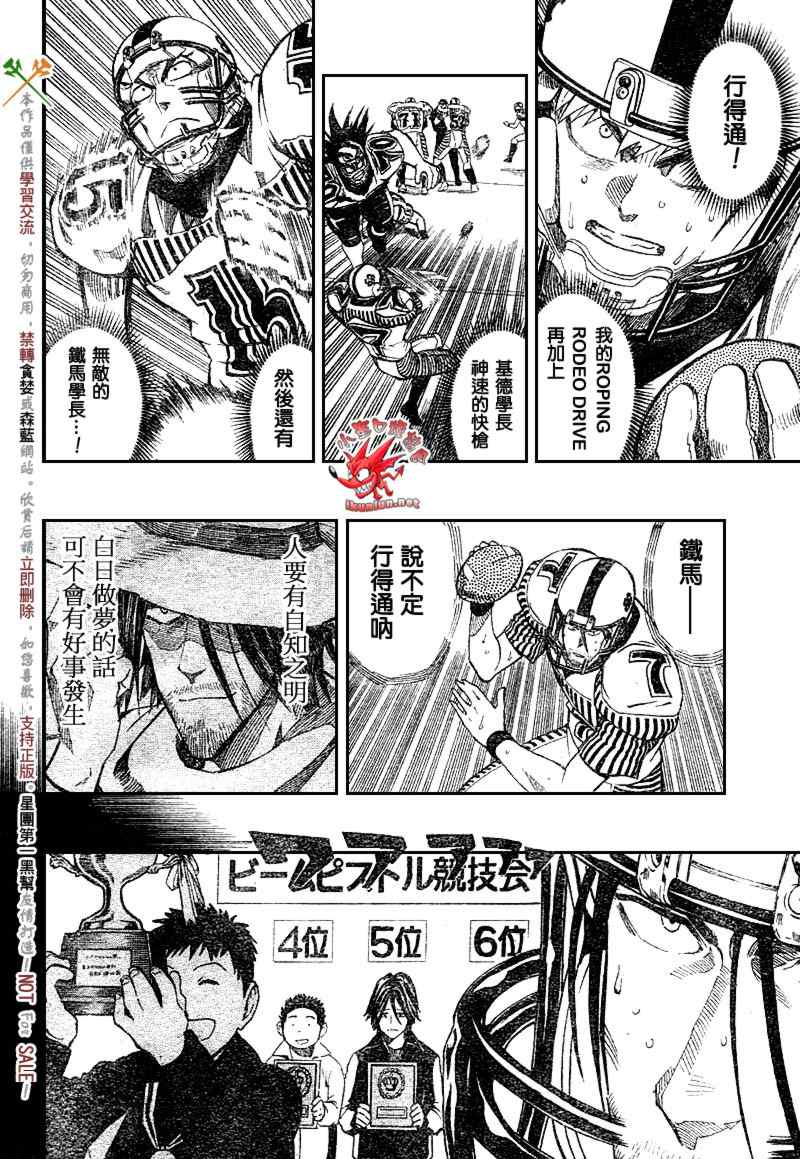 行得通！
我的ROPING
RODEO DRIVE
再加上
基德學長
神速的快槍
然後還有
無敵的
鐵馬學長…！
鐵馬——
說不定
行得通吶
人要有自知之明
白日做夢的話
可不會有好事發生
ビームピストル競技会
4位
5位
6位
15
7
7
1kumion.net
本作品僅供學習交流，切勿商用，禁轉貪婪或森藍網站。欣賞后請立即刪除，如您喜歡，支持正版。星團第一黑幫友情打造—NOT For SALE—